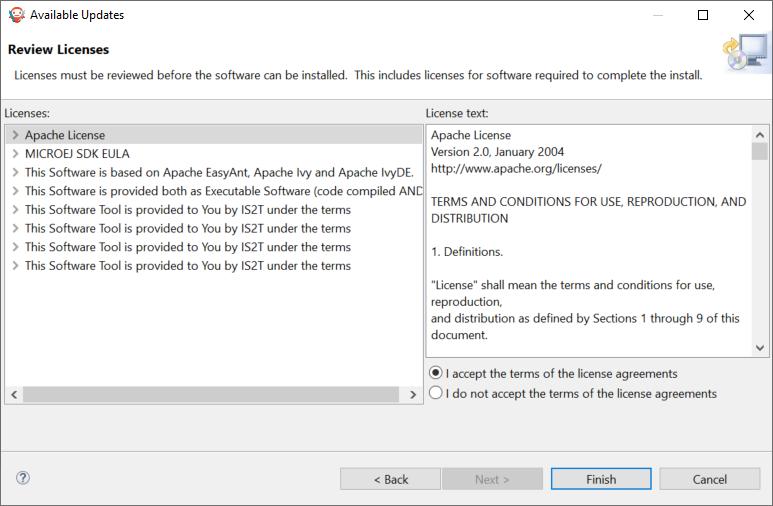 Available Updates
Review Licenses
Licenses must be reviewed before the software can be installed.  This includes licenses for software required to complete the install.
Licenses:
Apache License
MICROEJ SDK EULA
This Software is based on Apache EasyAnt, Apache Ivy and Apache IvyDE.
This Software is provided both as Executable Software (code compiled AND
This Software Tool is provided to You by IS2T under the terms
This Software Tool is provided to You by IS2T under the terms
This Software Tool is provided to You by IS2T under the terms
This Software Tool is provided to You by IS2T under the terms
License text:
Apache License
Version 2.0, January 2004
http://www.apache.org/licenses/
TERMS AND CONDITIONS FOR USE, REPRODUCTION, AND
DISTRIBUTION
1. Definitions.
"License" shall mean the terms and conditions for use,
reproduction,
and distribution as defined by Sections 1 through 9 of this
document.
I accept the terms of the license agreements
I do not accept the terms of the license agreements
?
< Back
Next >
Finish
Cancel